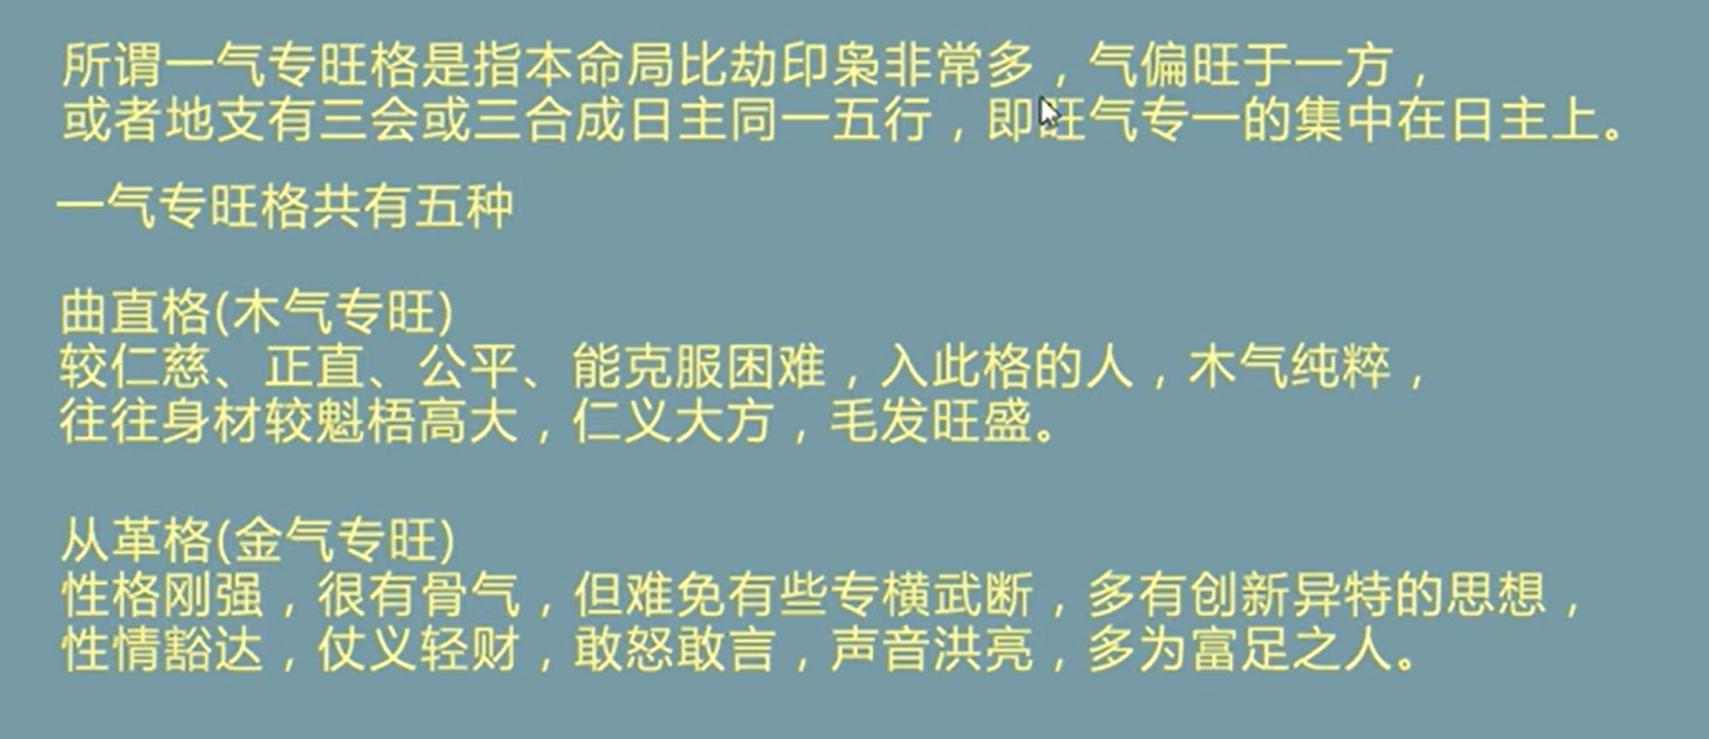 所谓一气专旺格是指本命局比劫印枭非常多，气偏旺于一方，
或者地支有三会或三合成日主同一五行，即旺气专一的集中在日主上。
一气专旺格共有五种
曲直格(木气专旺)
较仁慈、正直、公平、能克服困难，入此格的人，木气纯粹，
往往身材较魁梧高大，仁义大方，毛发旺盛。
从革格(金气专旺)
性格刚强，很有骨气，但难免有些专横武断，多有创新异特的思想，
性情豁达，仗义轻财，敢怒敢言，声音洪亮，多为富足之人。